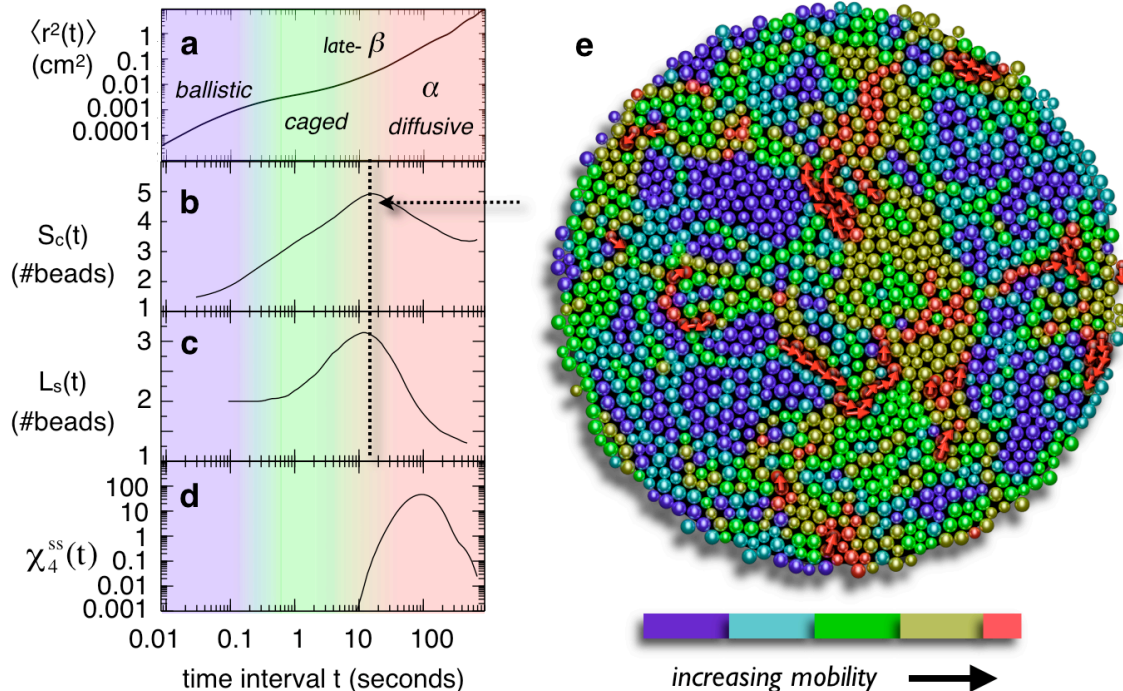 a
⟨r²(t)⟩
(cm²)
1
0.1
0.01
0.001
0.0001
ballistic
caged
late- β
α
diffusive
b
Sc(t)
(#beads)
5
4
3
2
1
c
Ls(t)
(#beads)
3
2
1
d
χ₄ˢˢ(t)
100
10
1
0.1
0.01
0.001
0.01 0.1 1 10 100
time interval t (seconds)
e
increasing mobility